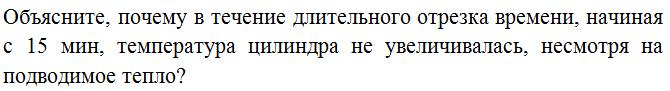 Объясните, почему в течение длительного отрезка времени, начиная
с 15 мин, температура цилиндра не увеличивалась, несмотря на
подводимое тепло?